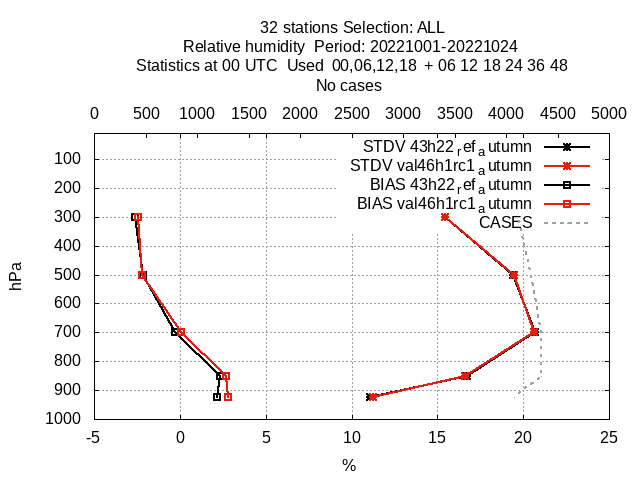 32 stations Selection: ALL
Relative humidity  Period: 20221001-20221024
Statistics at 00 UTC  Used  00,06,12,18  + 06 12 18 24 36 48
No cases
0 500 1000 1500 2000 2500 3000 3500 4000 4500 5000
STDV 43h22_ref_autumn
STDV val46h1rc1_autumn
BIAS 43h22_ref_autumn
BIAS val46h1rc1_autumn
CASES
100
200
300
400
500
600
700
800
900
1000
hPa
-5 0 5 10 15 20 25
%